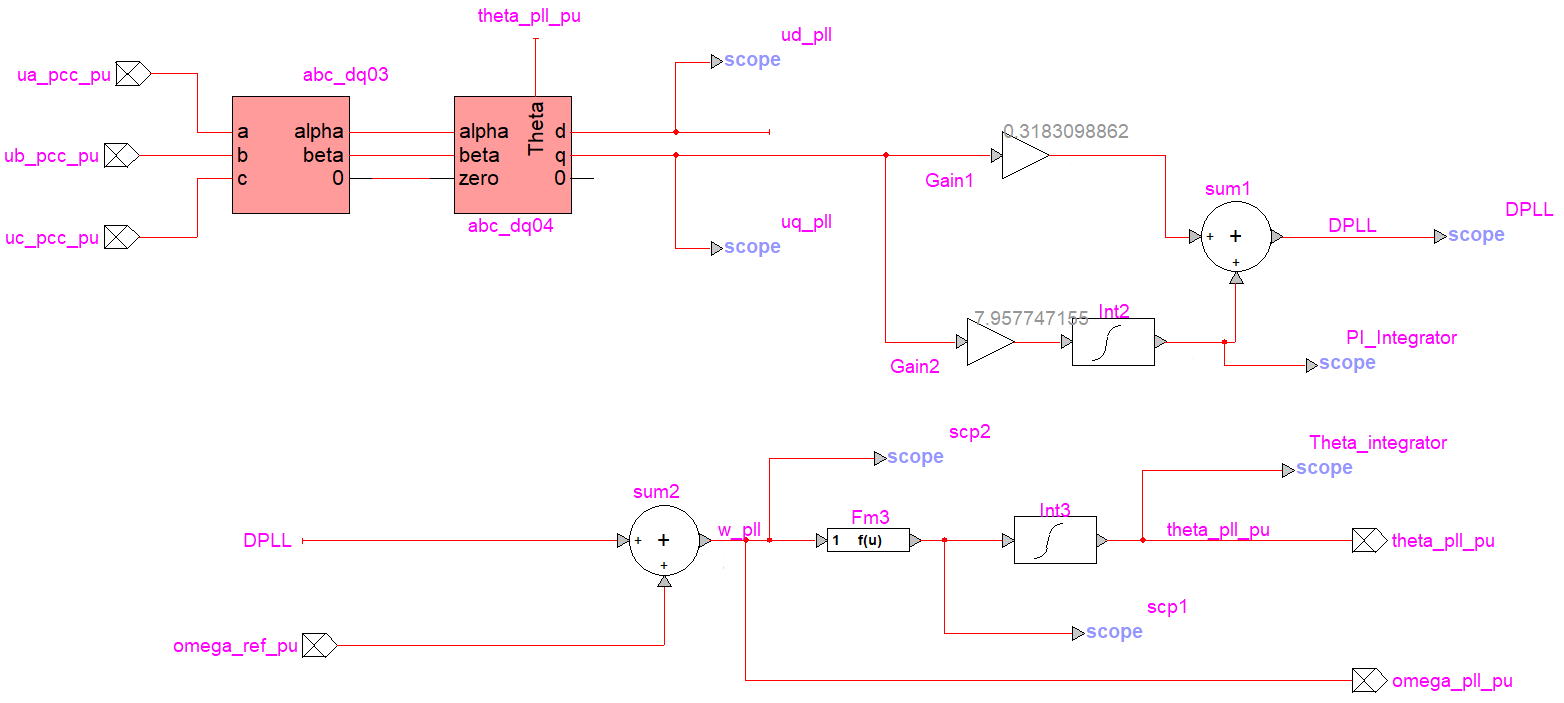 theta_pll_pu
ud_pll
scope
ua_pcc_pu
abc_dq03
a
alpha
alpha
Theta
d
0.3183098862
ub_pcc_pu
b
beta
beta
q
c
0
zero
0
Gain1
sum1
uc_pcc_pu
abc_dq04
uq_pll
scope
+
+
+
DPLL
DPLL
scope
7.957747155
Int2
Gain2
PI_Integrator
scope
scp2
scope
Theta_integrator
scope
sum2
DPLL
+
+
+
w_pll
Fm3
1 f(u)
Int3
theta_pll_pu
theta_pll_pu
scp1
scope
omega_ref_pu
omega_pll_pu